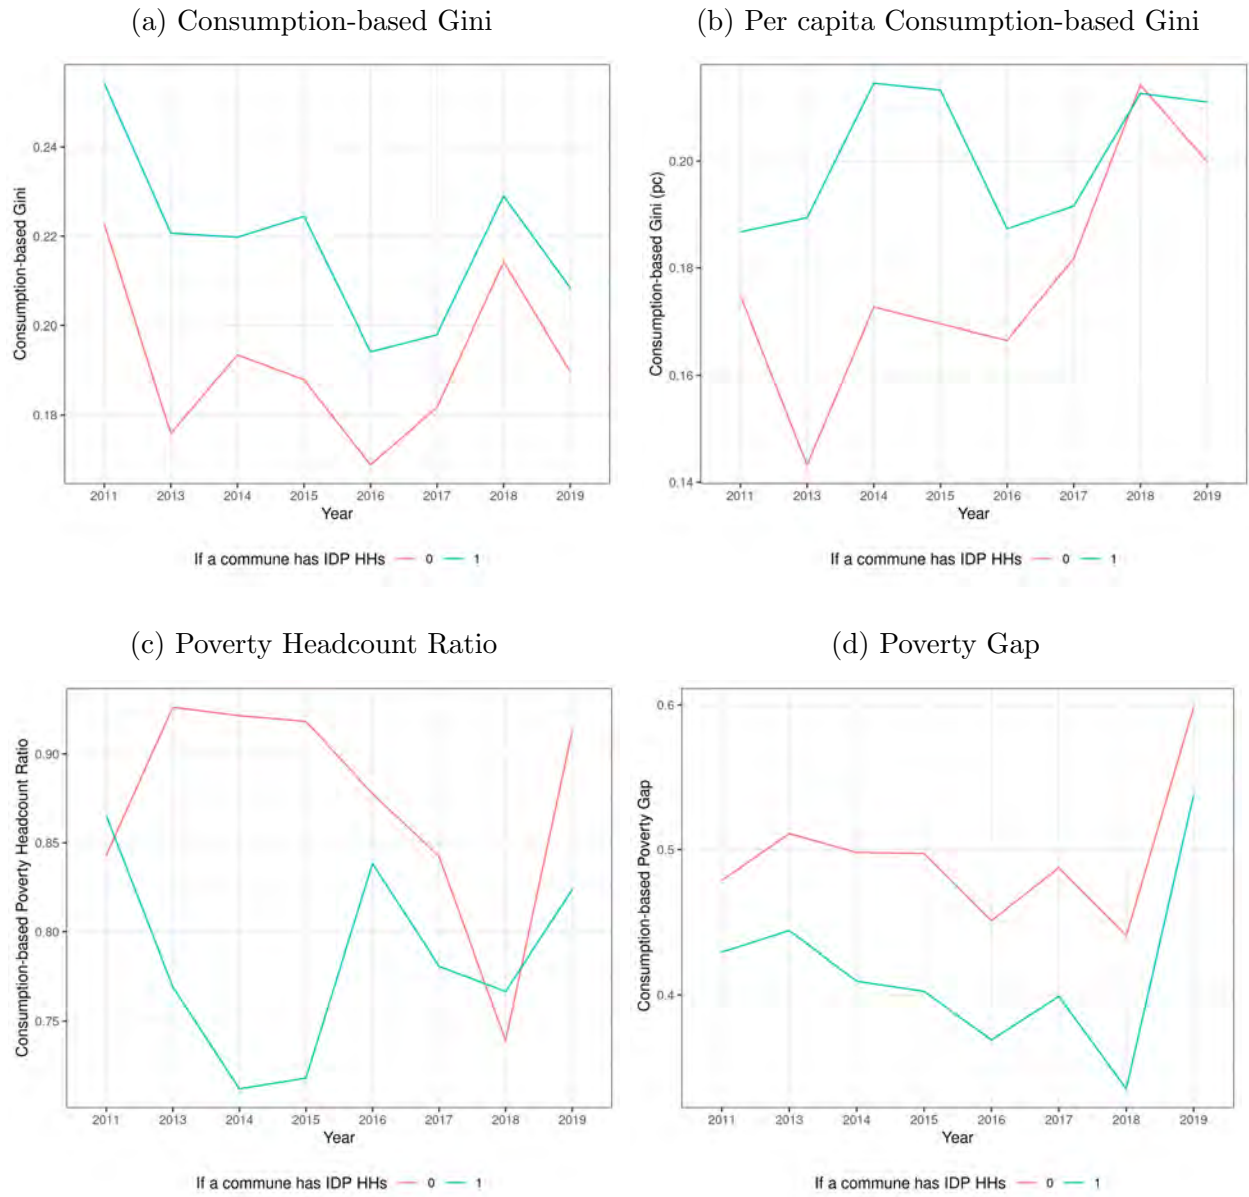 (a) Consumption-based Gini
Consumption-based Gini
0.24
0.22
0.20
0.18
2011 2013 2014 2015 2016 2017 2018 2019
Year
If a commune has IDP HHs 0 1
(b) Per capita Consumption-based Gini
Consumption-based Gini (pc)
0.20
0.18
0.16
0.14
2011 2013 2014 2015 2016 2017 2018 2019
Year
If a commune has IDP HHs 0 1
(c) Poverty Headcount Ratio
Consumption-based Poverty Headcount Ratio
0.90
0.85
0.80
0.75
2011 2013 2014 2015 2016 2017 2018 2019
Year
If a commune has IDP HHs 0 1
(d) Poverty Gap
Consumption-based Poverty Gap
0.6
0.5
0.4
2011 2013 2014 2015 2016 2017 2018 2019
Year
If a commune has IDP HHs 0 1